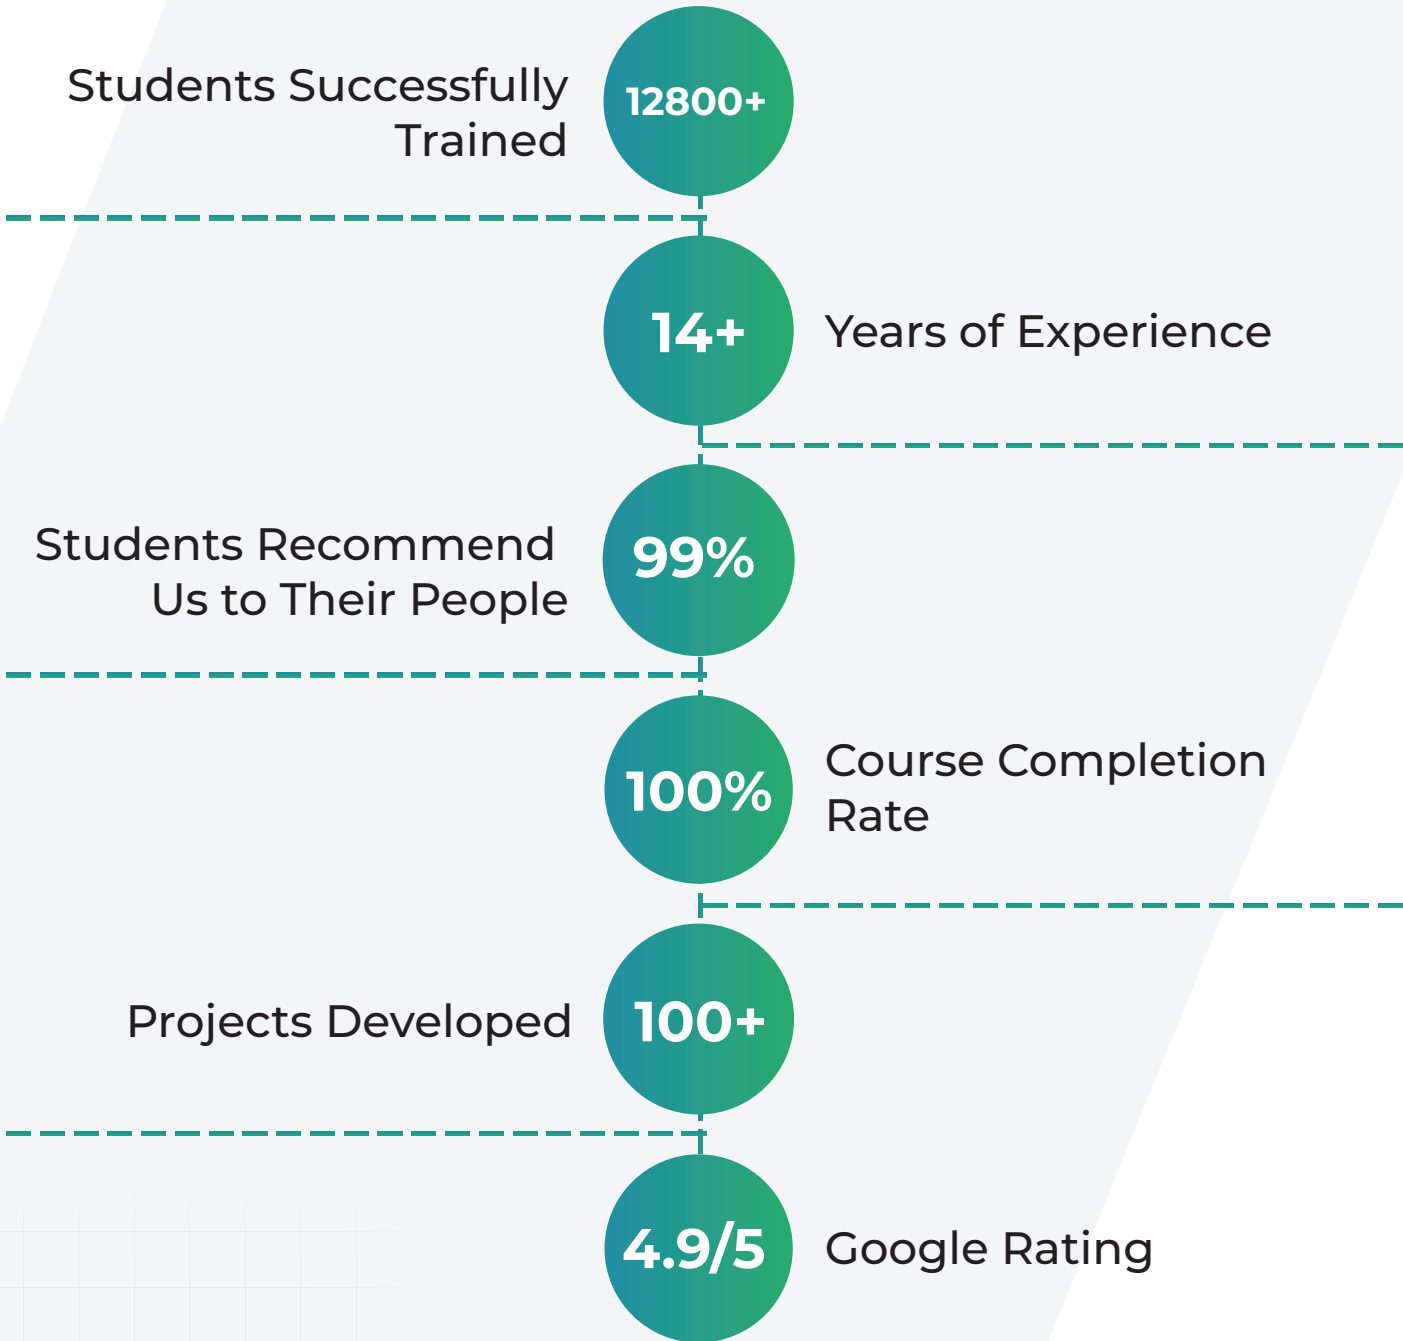 Students Successfully
Trained
12800+
14+
Years of Experience
Students Recommend
Us to Their People
99%
100%
Course Completion
Rate
Projects Developed
100+
4.9/5
Google Rating